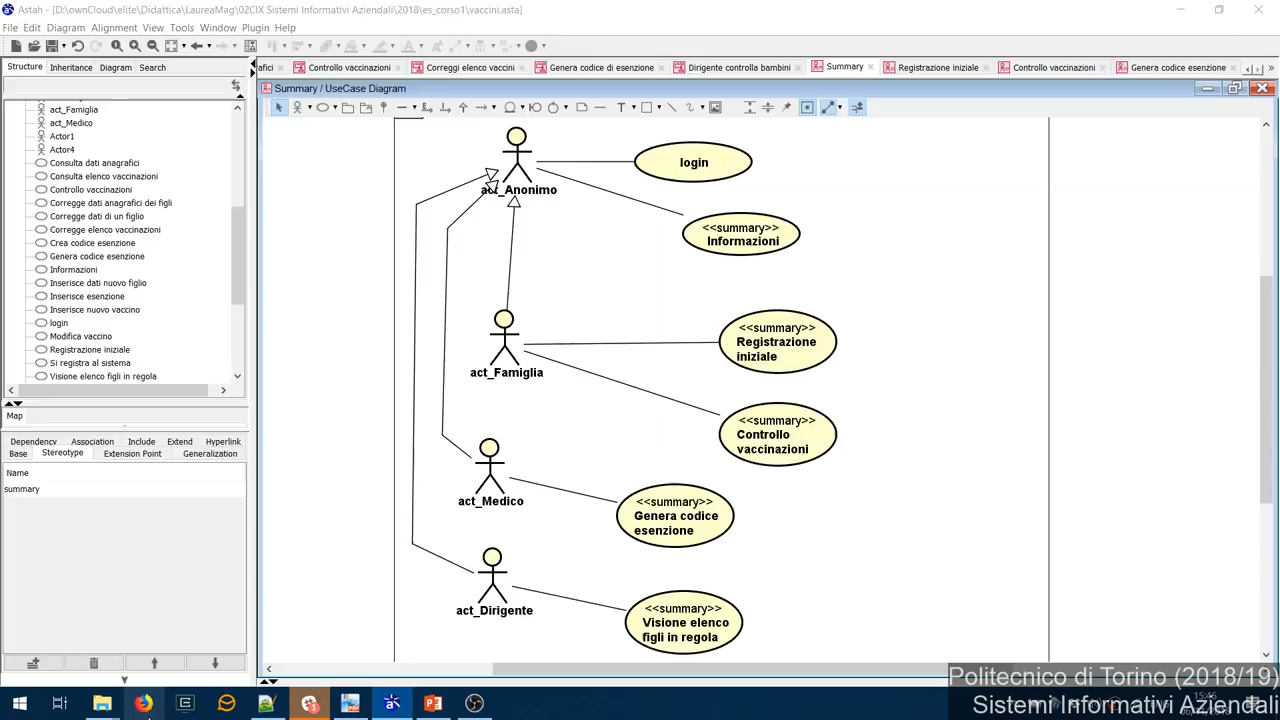 Astah - [D:\ownCloud\elite\Didattica\LaureaMag\02CIX Sistemi Informativi Aziendali\2018\es_corso1\vaccini.asta]
File Edit Diagram Alignment View Tools Window Plugin Help
Structure Inheritance Diagram Search
afici Controllo vaccinazioni Correggi elenco vaccini Genera codice di esenzione Dirigente controlla bambini Summary Registrazione iniziale Controllo vaccinazioni Genera codice esenzione
Summary / UseCase Diagram
act_Famiglia
act_Medico
Actor1
Actor4
Consulta dati anagrafici
Consulta elenco vaccinazioni
Controllo vaccinazioni
Corregge dati anagrafici dei figli
Corregge dati di un figlio
Corregge elenco vaccinazioni
Crea codice esenzione
Genera codice esenzione
Informazioni
Inserisce dati nuovo figlio
Inserisce esenzione
Inserisce nuovo vaccino
login
Modifica vaccino
Registrazione iniziale
Si registra al sistema
Visione elenco figli in regola
Map
Dependency Association Include Extend Hyperlink
Base Stereotype Extension Point Generalization
Name
summary
act_Anonimo
login
<<summary>>
Informazioni
act_Famiglia
<<summary>>
Registrazione
iniziale
<<summary>>
Controllo
vaccinazioni
act_Medico
<<summary>>
Genera codice
esenzione
act_Dirigente
<<summary>>
Visione elenco
figli in regola
Politecnico di Torino (2018/19)
Sistemi Informativi Aziendali